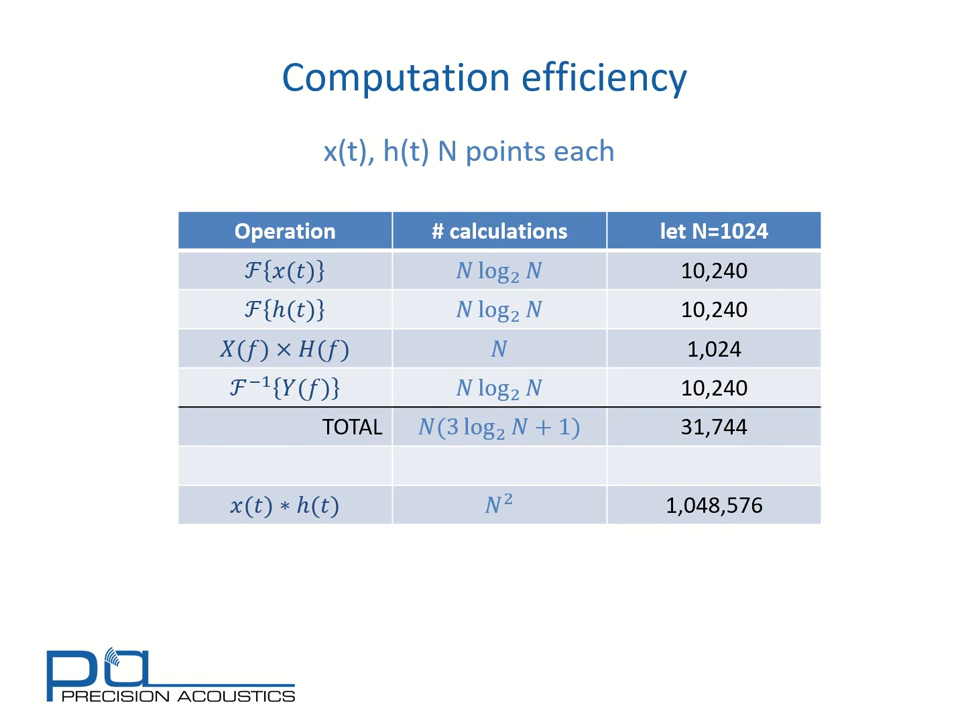 Computation efficiency
x(t), h(t) N points each
Operation # calculations let N=1024
ℱ{x(t)} N log₂ N 10,240
ℱ{h(t)} N log₂ N 10,240
X(f) × H(f) N 1,024
ℱ⁻¹{Y(f)} N log₂ N 10,240
TOTAL N(3 log₂ N + 1) 31,744
x(t) ∗ h(t) N² 1,048,576
pa
PRECISION ACOUSTICS